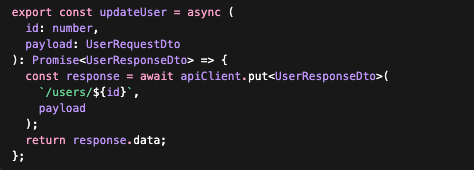 export const updateUser = async (
  id: number,
  payload: UserRequestDto
): Promise<UserResponseDto> => {
  const response = await apiClient.put<UserResponseDto>(
    `/users/${id}`,
    payload
  );
  return response.data;
};